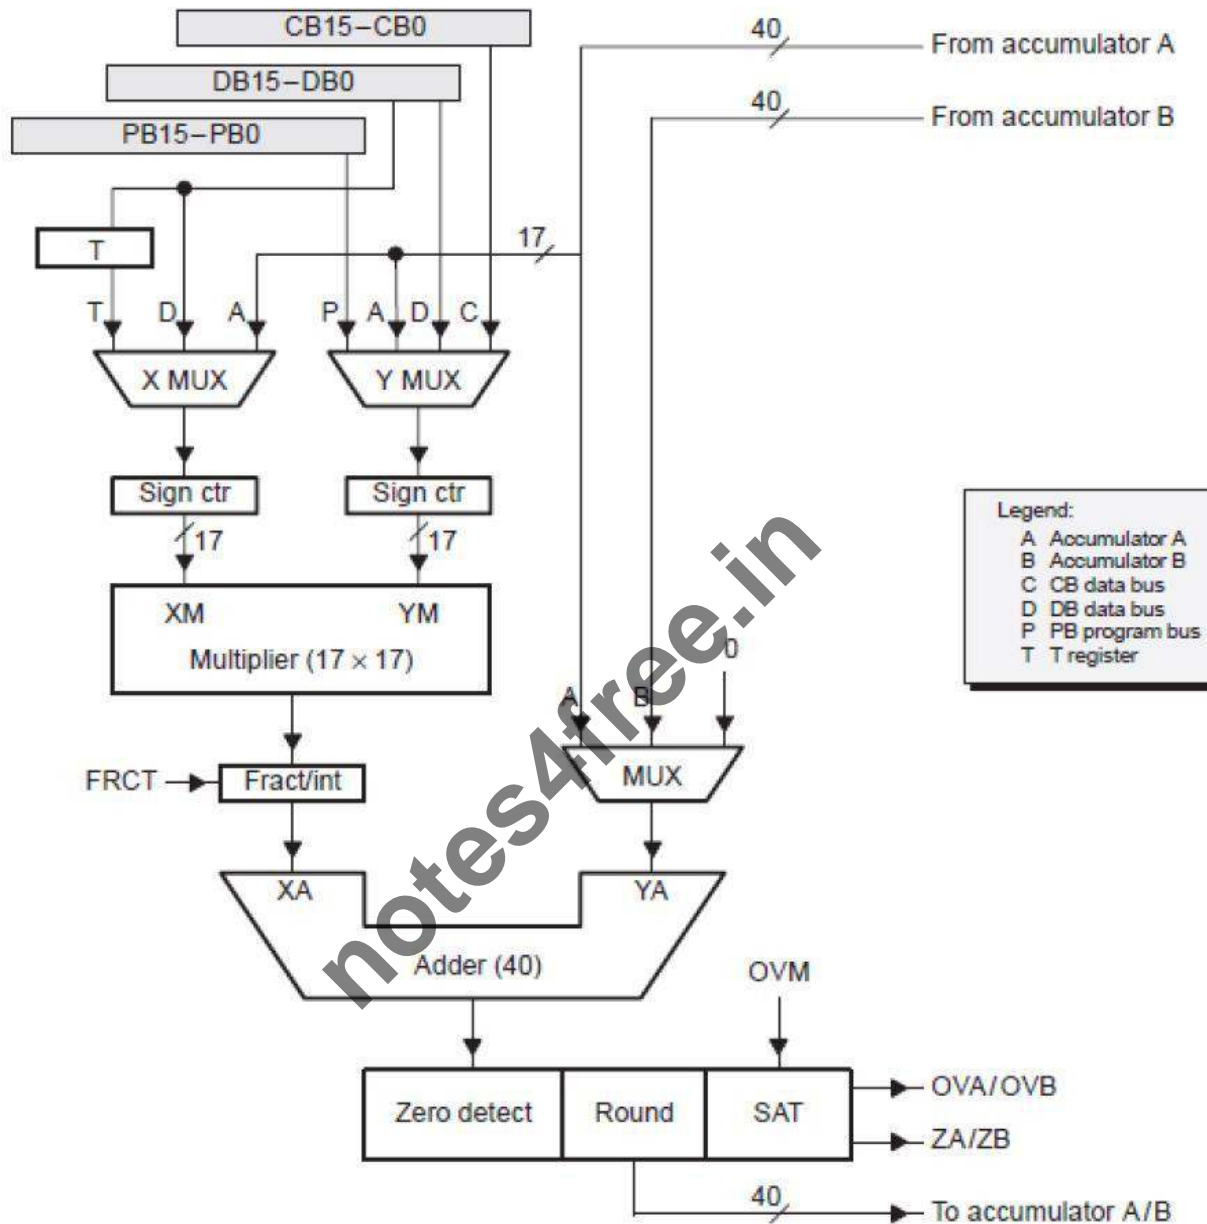 CB15–CB0
DB15–DB0
PB15–PB0
40
From accumulator A
40
From accumulator B
T
17
T
D
A
P
A
D
C
X MUX
Y MUX
Sign ctr
Sign ctr
17
17
XM
YM
Multiplier (17 × 17)
Legend:
A Accumulator A
B Accumulator B
C CB data bus
D DB data bus
P PB program bus
T T register
A
B
0
MUX
FRCT
Fract/int
XA
YA
Adder (40)
OVM
Zero detect
Round
SAT
OVA/OVB
ZA/ZB
40
To accumulator A/B
notes4free.in